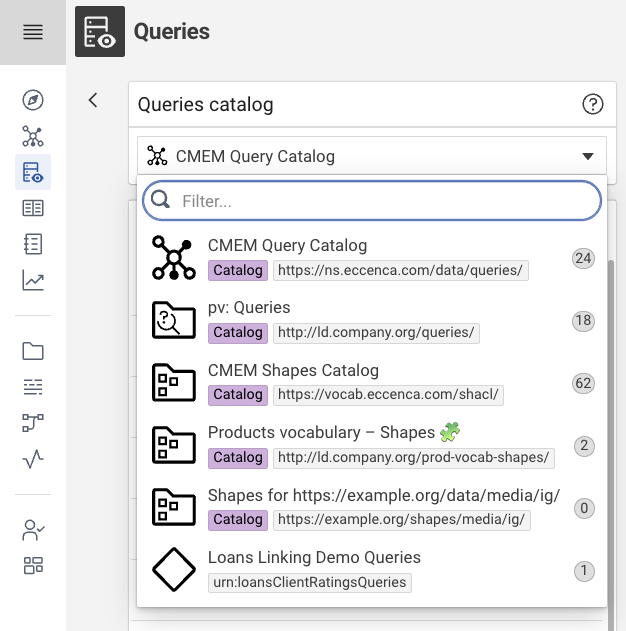 Queries
Queries catalog
CMEM Query Catalog
Filter...
CMEM Query Catalog
24
Catalog https://ns.eccenca.com/data/queries/
pv: Queries
18
Catalog http://ld.company.org/queries/
CMEM Shapes Catalog
62
Catalog https://vocab.eccenca.com/shacl/
Products vocabulary – Shapes 🧩
2
Catalog http://ld.company.org/prod-vocab-shapes/
Shapes for https://example.org/data/media/ig/
0
Catalog https://example.org/shapes/media/ig/
Loans Linking Demo Queries
1
urn:loansClientRatingsQueries